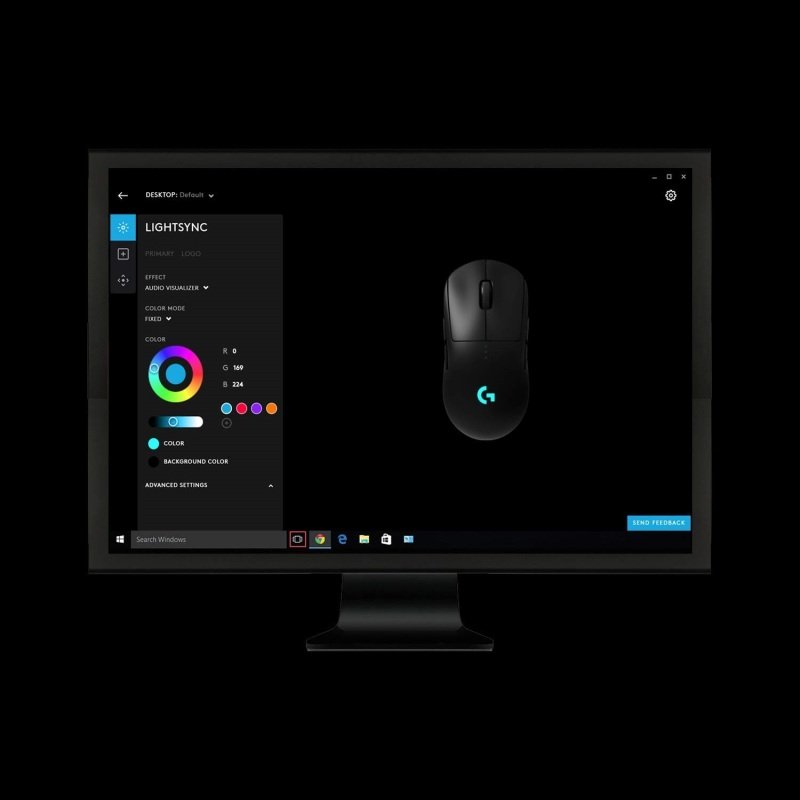 DESKTOP: Default
LIGHTSYNC
PRIMARY LOGO
EFFECT
AUDIO VISUALIZER
COLOR MODE
FIXED
COLOR
R 0
G 169
B 224
COLOR
BACKGROUND COLOR
ADVANCED SETTINGS
SEND FEEDBACK
Search Windows